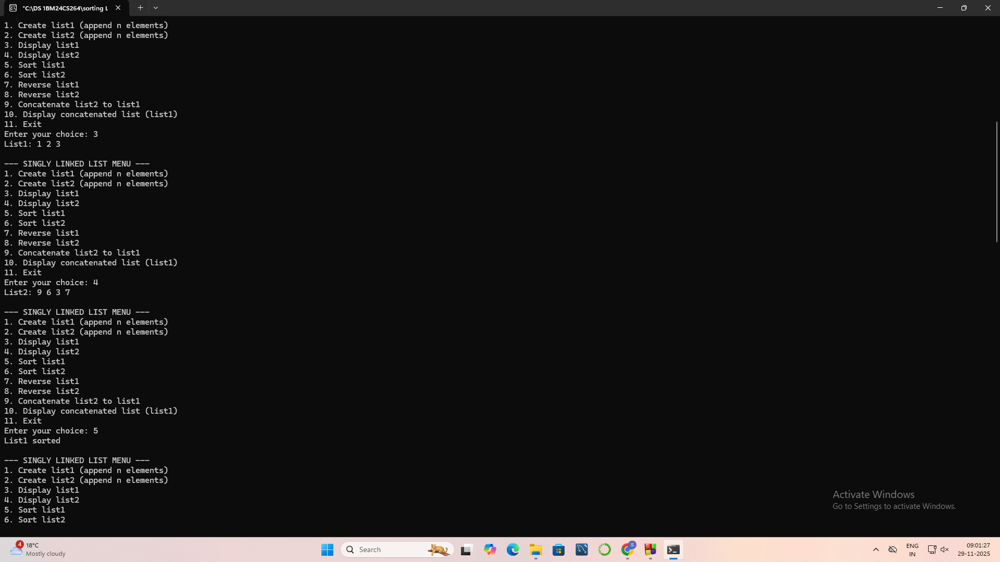 "C:\DS 1BM24CS264\sorting L
1. Create list1 (append n elements)
2. Create list2 (append n elements)
3. Display list1
4. Display list2
5. Sort list1
6. Sort list2
7. Reverse list1
8. Reverse list2
9. Concatenate list2 to list1
10. Display concatenated list (list1)
11. Exit
Enter your choice: 3
List1: 1 2 3
--- SINGLY LINKED LIST MENU ---
1. Create list1 (append n elements)
2. Create list2 (append n elements)
3. Display list1
4. Display list2
5. Sort list1
6. Sort list2
7. Reverse list1
8. Reverse list2
9. Concatenate list2 to list1
10. Display concatenated list (list1)
11. Exit
Enter your choice: 4
List2: 9 6 3 7
--- SINGLY LINKED LIST MENU ---
1. Create list1 (append n elements)
2. Create list2 (append n elements)
3. Display list1
4. Display list2
5. Sort list1
6. Sort list2
7. Reverse list1
8. Reverse list2
9. Concatenate list2 to list1
10. Display concatenated list (list1)
11. Exit
Enter your choice: 5
List1 sorted
--- SINGLY LINKED LIST MENU ---
1. Create list1 (append n elements)
2. Create list2 (append n elements)
3. Display list1
4. Display list2
5. Sort list1
6. Sort list2
Activate Windows
Go to Settings to activate Windows.
4
18°C
Mostly cloudy
Search
S
ENG
IN
09:01:27
29-11-2025